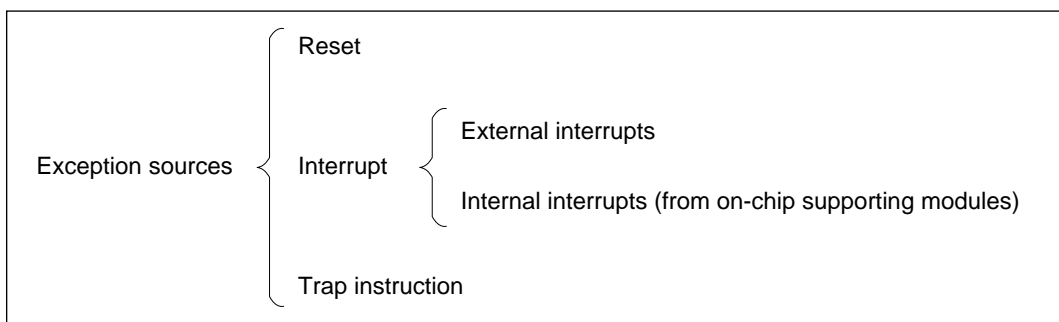 Reset
External interrupts
Exception sources
Interrupt
Internal interrupts (from on-chip supporting modules)
Trap instruction